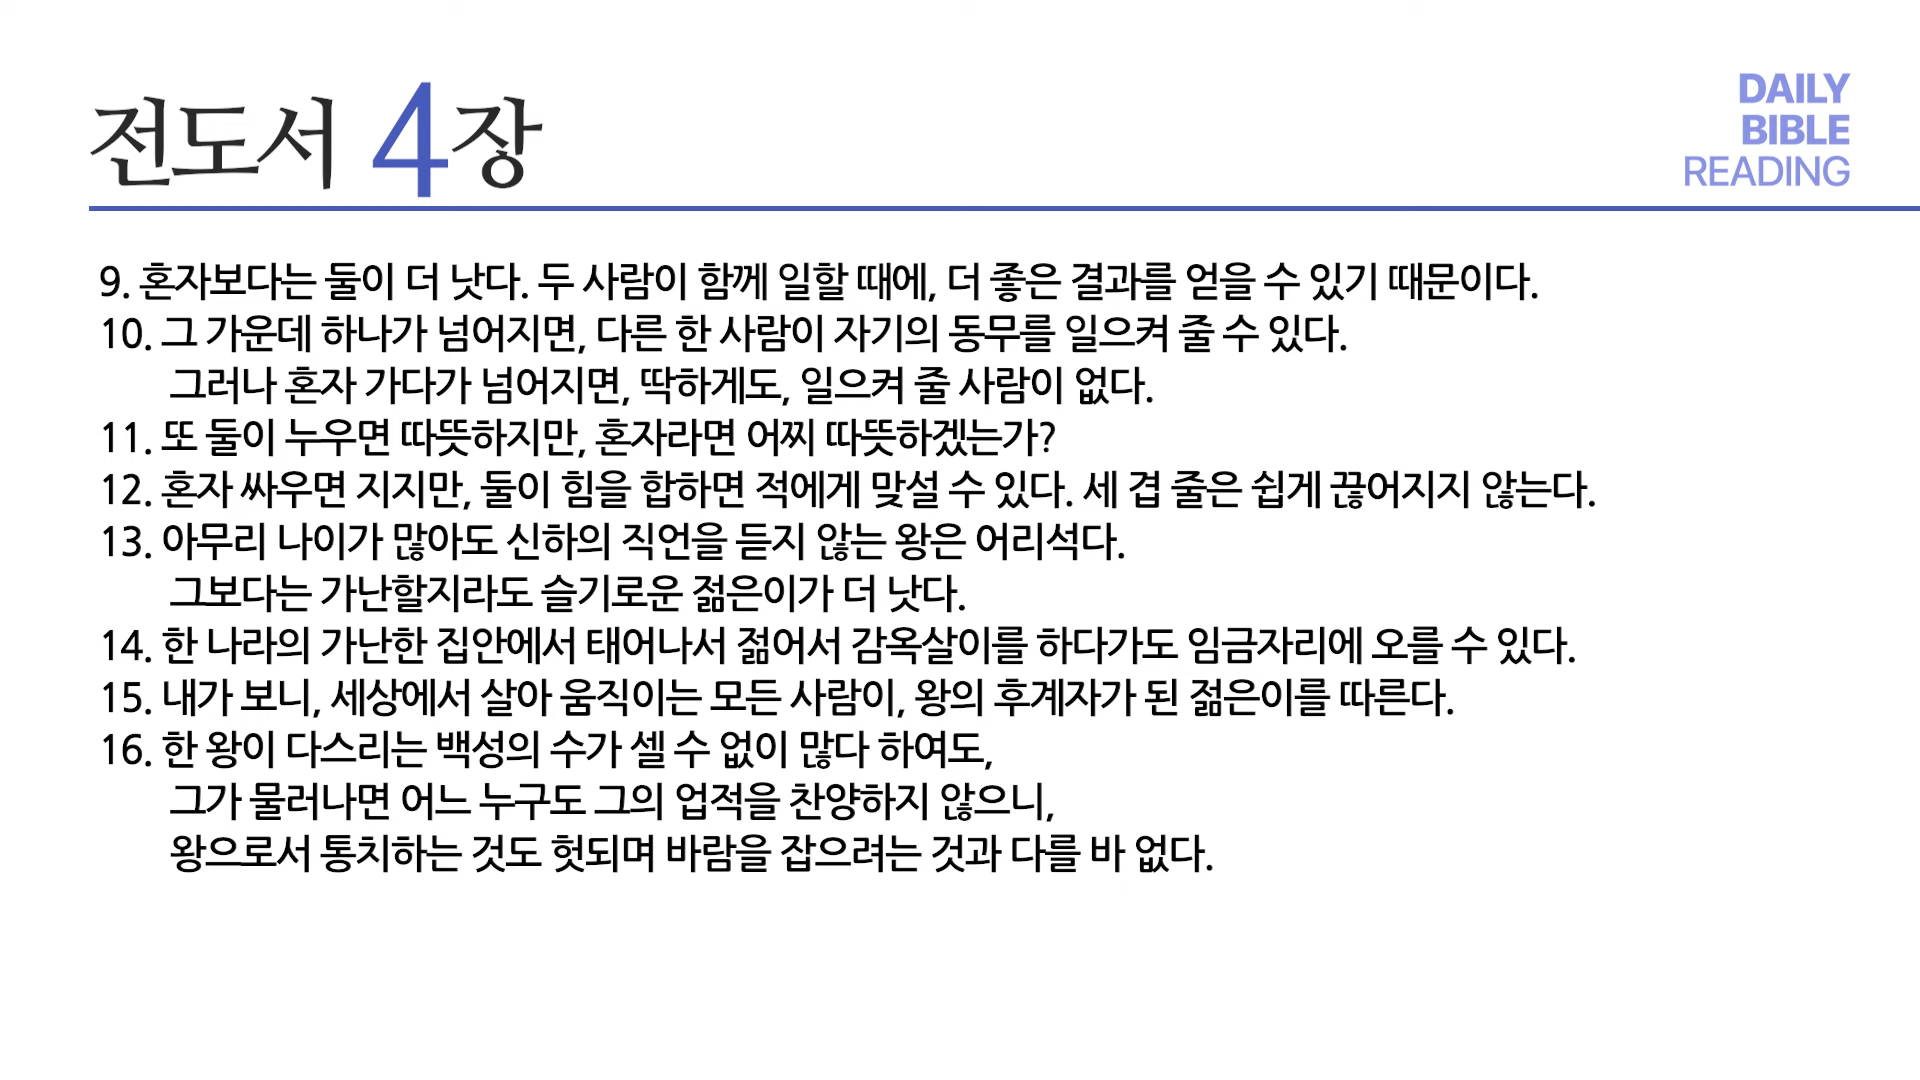 전도서 4장
DAILY
BIBLE
READING
9. 혼자보다는 둘이 더 낫다. 두 사람이 함께 일할 때에, 더 좋은 결과를 얻을 수 있기 때문이다.
10. 그 가운데 하나가 넘어지면, 다른 한 사람이 자기의 동무를 일으켜 줄 수 있다.
그러나 혼자 가다가 넘어지면, 딱하게도, 일으켜 줄 사람이 없다.
11. 또 둘이 누우면 따뜻하지만, 혼자라면 어찌 따뜻하겠는가?
12. 혼자 싸우면 지지만, 둘이 힘을 합하면 적에게 맞설 수 있다. 세 겹 줄은 쉽게 끊어지지 않는다.
13. 아무리 나이가 많아도 신하의 직언을 듣지 않는 왕은 어리석다.
그보다는 가난할지라도 슬기로운 젊은이가 더 낫다.
14. 한 나라의 가난한 집안에서 태어나서 젊어서 감옥살이를 하다가도 임금자리에 오를 수 있다.
15. 내가 보니, 세상에서 살아 움직이는 모든 사람이, 왕의 후계자가 된 젊은이를 따른다.
16. 한 왕이 다스리는 백성의 수가 셀 수 없이 많다 하여도,
그가 물러나면 어느 누구도 그의 업적을 찬양하지 않으니,
왕으로서 통치하는 것도 헛되며 바람을 잡으려는 것과 다를 바 없다.